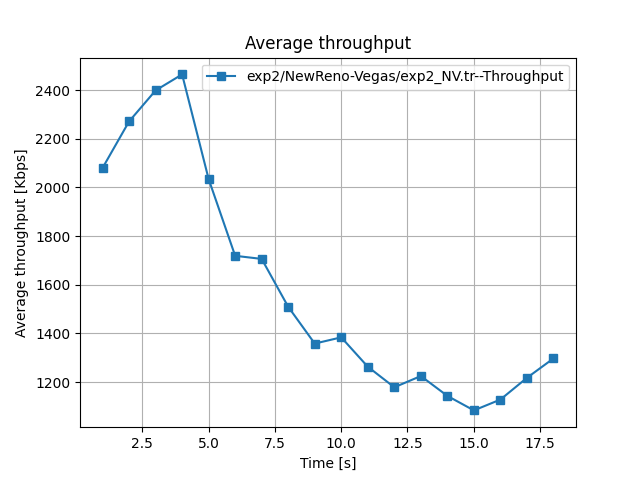 Average throughput
exp2/NewReno-Vegas/exp2_NV.tr--Throughput
Average throughput [Kbps]
2400
2200
2000
1800
1600
1400
1200
2.5 5.0 7.5 10.0 12.5 15.0 17.5
Time [s]